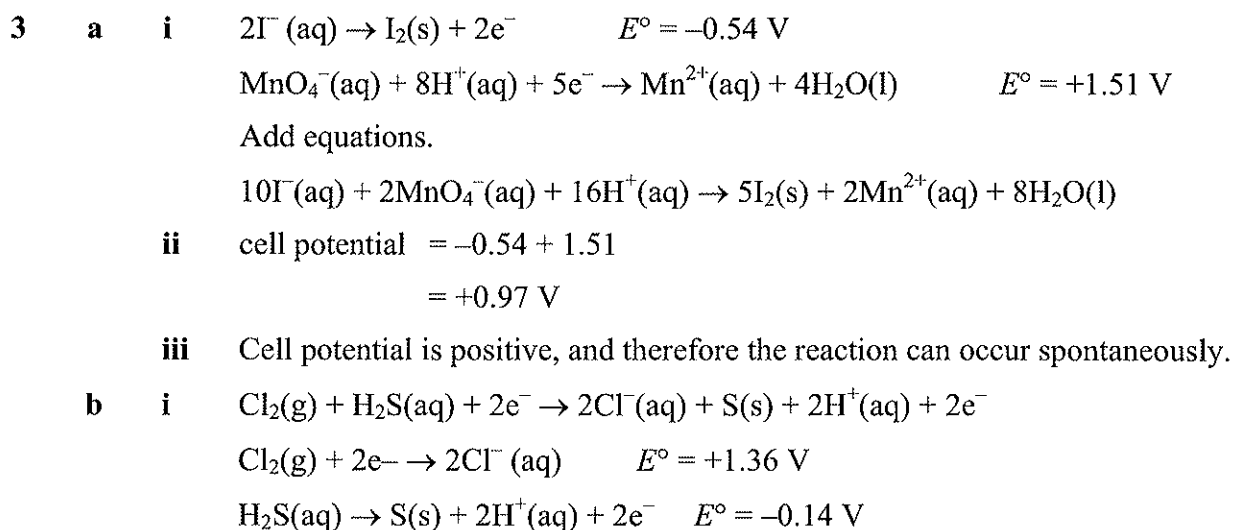 3 a i 2I⁻ (aq) → I₂(s) + 2e⁻ E° = –0.54 V
MnO₄⁻(aq) + 8H⁺(aq) + 5e⁻ → Mn²⁺(aq) + 4H₂O(l) E° = +1.51 V
Add equations.
10I⁻(aq) + 2MnO₄⁻(aq) + 16H⁺(aq) → 5I₂(s) + 2Mn²⁺(aq) + 8H₂O(l)
ii cell potential = –0.54 + 1.51
= +0.97 V
iii Cell potential is positive, and therefore the reaction can occur spontaneously.
b i Cl₂(g) + H₂S(aq) + 2e⁻ → 2Cl⁻(aq) + S(s) + 2H⁺(aq) + 2e⁻
Cl₂(g) + 2e– → 2Cl⁻ (aq) E° = +1.36 V
H₂S(aq) → S(s) + 2H⁺(aq) + 2e⁻ E° = –0.14 V